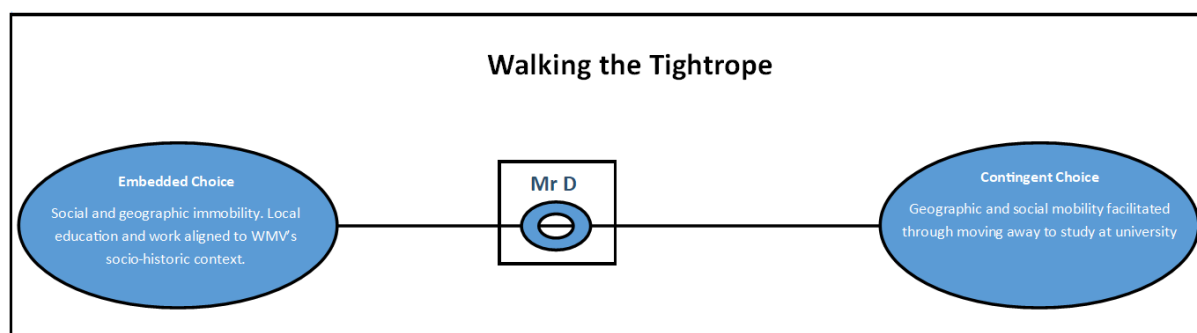 Walking the Tightrope
Embedded Choice
Social and geographic immobility. Local
education and work aligned to WMV's
socio-historic context.
Mr D
Contingent Choice
Geographic and social mobility facilitated
through moving away to study at university